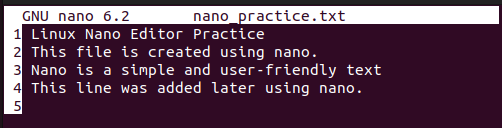 GNU nano 6.2 nano_practice.txt
1 Linux Nano Editor Practice
2 This file is created using nano.
3 Nano is a simple and user-friendly text
4 This line was added later using nano.
5